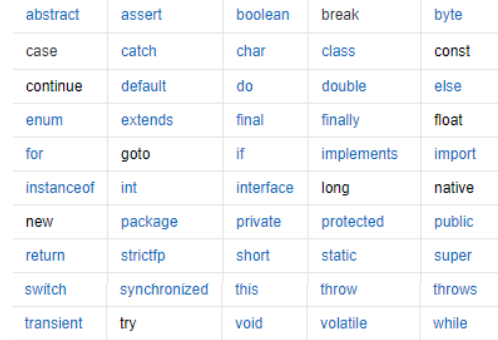 abstract assert boolean break byte
case catch char class const
continue default do double else
enum extends final finally float
for goto if implements import
instanceof int interface long native
new package private protected public
return strictfp short static super
switch synchronized this throw throws
transient try void volatile while